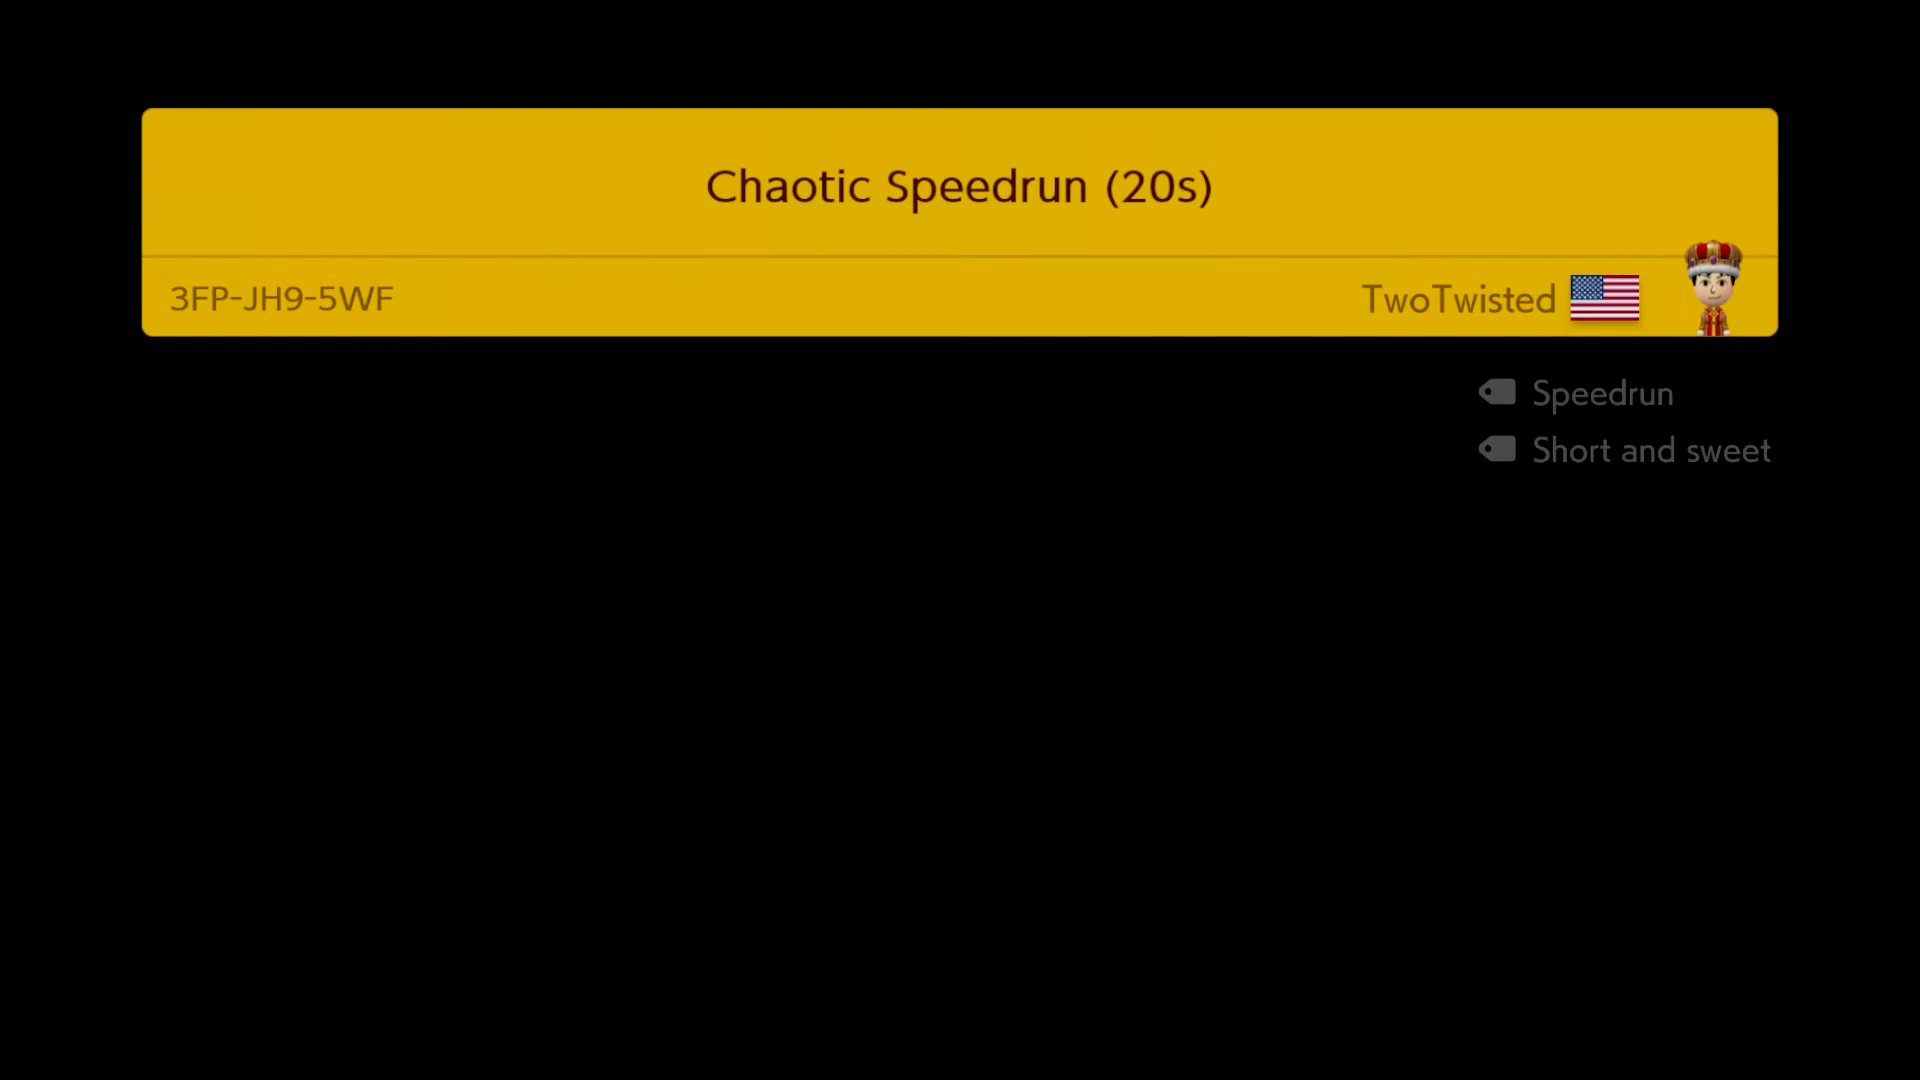 Chaotic Speedrun (20s)
3FP-JH9-5WF
TwoTwisted
Speedrun
Short and sweet